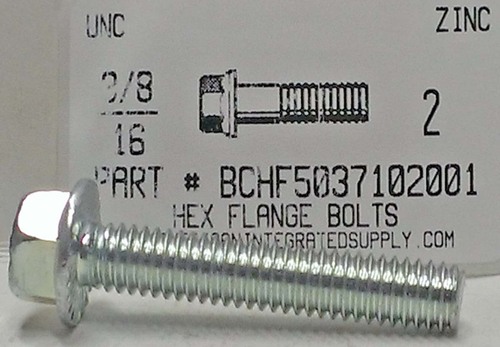 UNC
ZINC
3/8
16
2
PART # BCHF5037102001
HEX FLANGE BOLTS